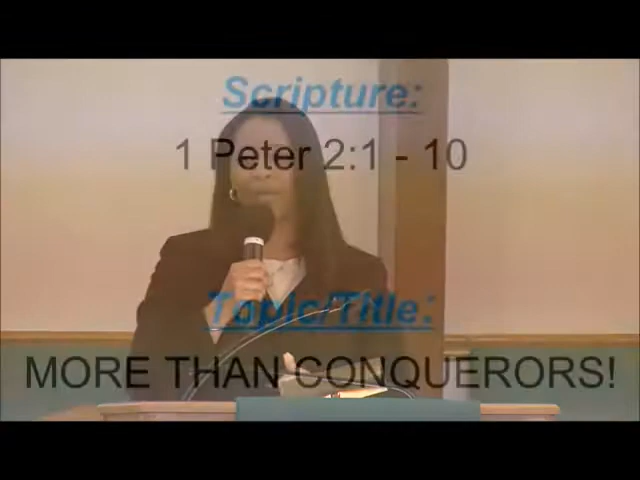 Scripture:
1 Peter 2:1 - 10
Topic/Title:
MORE THAN CONQUERORS!